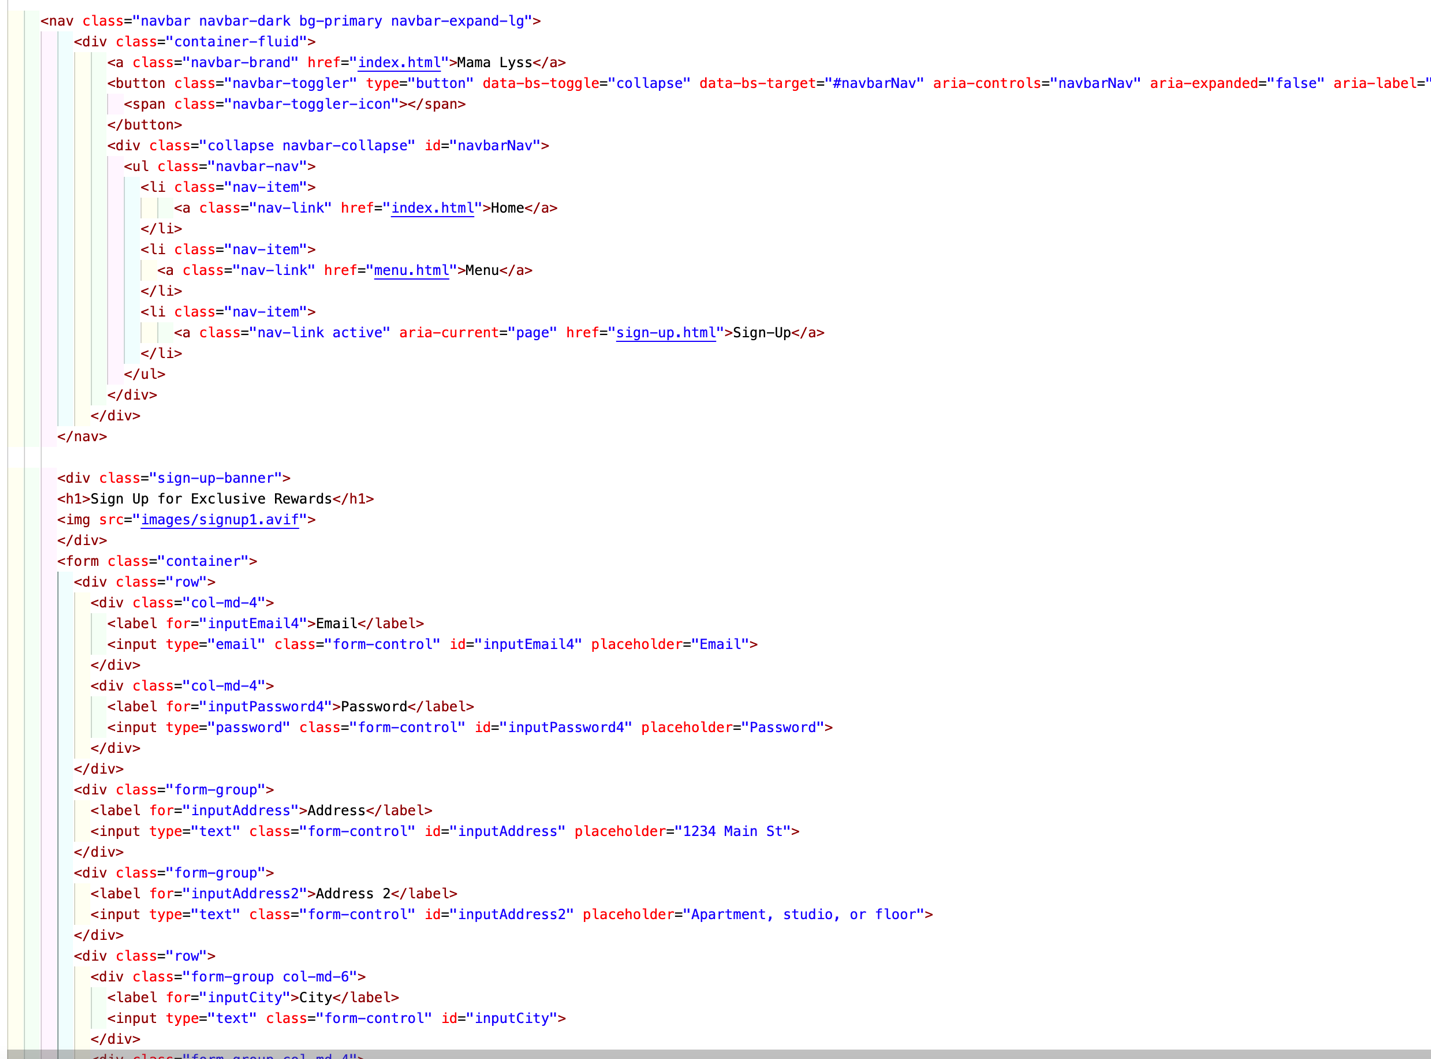 <nav class="navbar navbar-dark bg-primary navbar-expand-lg">
<div class="container-fluid">
<a class="navbar-brand" href="index.html">Mama Lyss</a>
<button class="navbar-toggler" type="button" data-bs-toggle="collapse" data-bs-target="#navbarNav" aria-controls="navbarNav" aria-expanded="false" aria-label="
<span class="navbar-toggler-icon"></span>
</button>
<div class="collapse navbar-collapse" id="navbarNav">
<ul class="navbar-nav">
<li class="nav-item">
<a class="nav-link" href="index.html">Home</a>
</li>
<li class="nav-item">
<a class="nav-link" href="menu.html">Menu</a>
</li>
<li class="nav-item">
<a class="nav-link active" aria-current="page" href="sign-up.html">Sign-Up</a>
</li>
</ul>
</div>
</div>
</nav>
<div class="sign-up-banner">
<h1>Sign Up for Exclusive Rewards</h1>
<img src="images/signup1.avif">
</div>
<form class="container">
<div class="row">
<div class="col-md-4">
<label for="inputEmail4">Email</label>
<input type="email" class="form-control" id="inputEmail4" placeholder="Email">
</div>
<div class="col-md-4">
<label for="inputPassword4">Password</label>
<input type="password" class="form-control" id="inputPassword4" placeholder="Password">
</div>
</div>
<div class="form-group">
<label for="inputAddress">Address</label>
<input type="text" class="form-control" id="inputAddress" placeholder="1234 Main St">
</div>
<div class="form-group">
<label for="inputAddress2">Address 2</label>
<input type="text" class="form-control" id="inputAddress2" placeholder="Apartment, studio, or floor">
</div>
<div class="row">
<div class="form-group col-md-6">
<label for="inputCity">City</label>
<input type="text" class="form-control" id="inputCity">
</div>
<div class="form-group col-md-4">